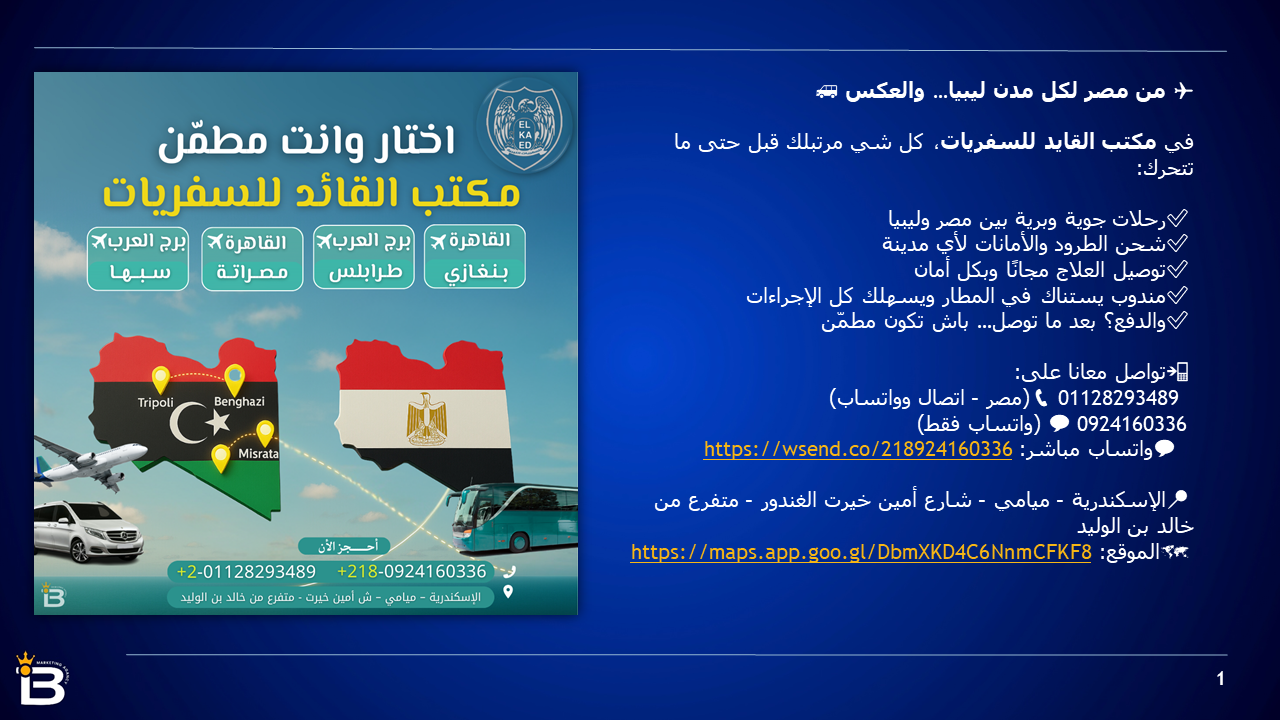 ✈ من مصر لكل مدن ليبيا... والعكس 🚐
في مكتب القايد للسفريات، كل شي مرتبلك قبل حتى ما
تتحرك:
✅رحلات جوية وبرية بين مصر وليبيا
✅شحن الطرود والأمانات لأي مدينة
✅توصيل العلاج مجانًا وبكل أمان
✅مندوب يستناك في المطار ويسهلك كل الإجراءات
✅والدفع؟ بعد ما توصل... باش تكون مطمّن
📲تواصل معانا على:
01128293489 📞(مصر - اتصال وواتساب)
0924160336 💬 (واتساب فقط)
💬واتساب مباشر: https://wsend.co/218924160336
📍الإسكندرية - ميامي - شارع أمين خيرت الغندور - متفرع من
خالد بن الوليد
🗺الموقع: https://maps.app.goo.gl/DbmXKD4C6NnmCFKF8
EL
KA
ED
اختار وانت مطمّن
مكتب القائد للسفريات
القاهرة
بنغازي
برج العرب
طرابلس
القاهرة
مصراتة
برج العرب
سبها
Tripoli
Benghazi
Misrata
أحجز الأن
+2-01128293489
+218-0924160336
الإسكندرية – ميامي – ش أمين خيرت - متفرع من خالد بن الوليد
B
MARKETING AGENCY
1